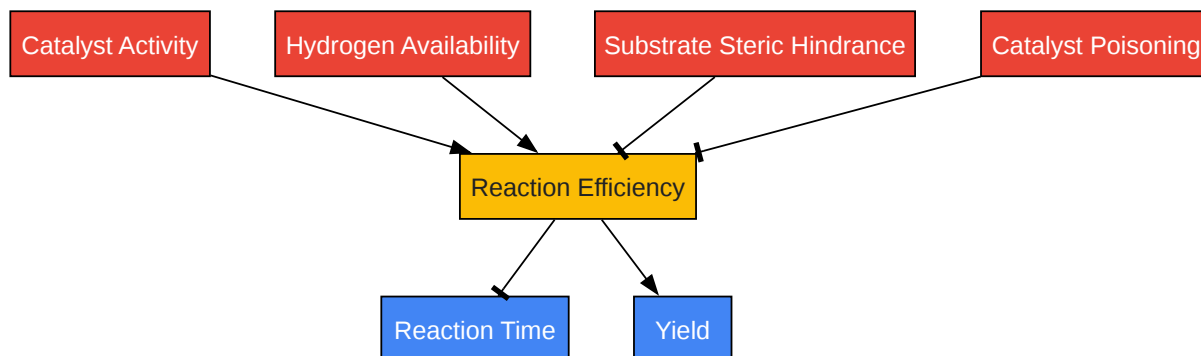 Catalyst Activity
Hydrogen Availability
Substrate Steric Hindrance
Catalyst Poisoning
Reaction Efficiency
Reaction Time
Yield